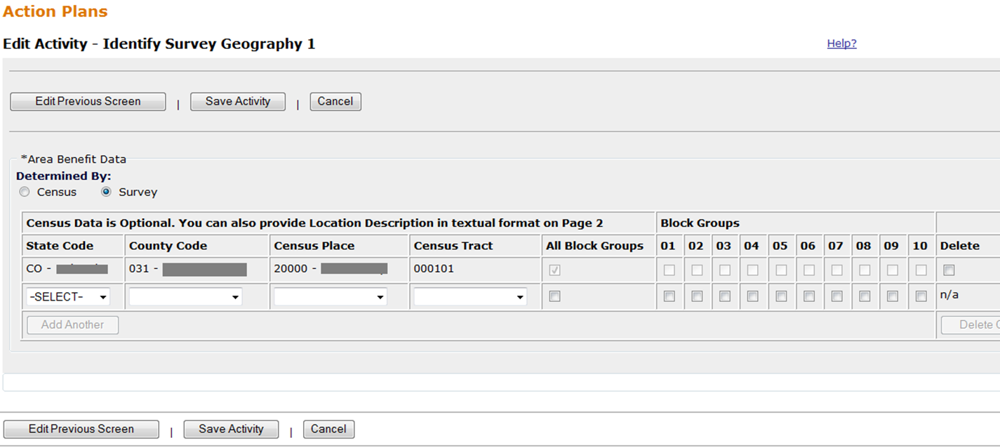 Action Plans
Edit Activity - Identify Survey Geography 1 Help?
Edit Previous Screen | Save Activity | Cancel
*Area Benefit Data
Determined By:
Census Survey
Census Data is Optional. You can also provide Location Description in textual format on Page 2 Block Groups
State Code County Code Census Place Census Tract All Block Groups 01 02 03 04 05 06 07 08 09 10 Delete
CO - 031 - 20000 - 000101
-SELECT- n/a
Add Another Delete
Edit Previous Screen | Save Activity | Cancel